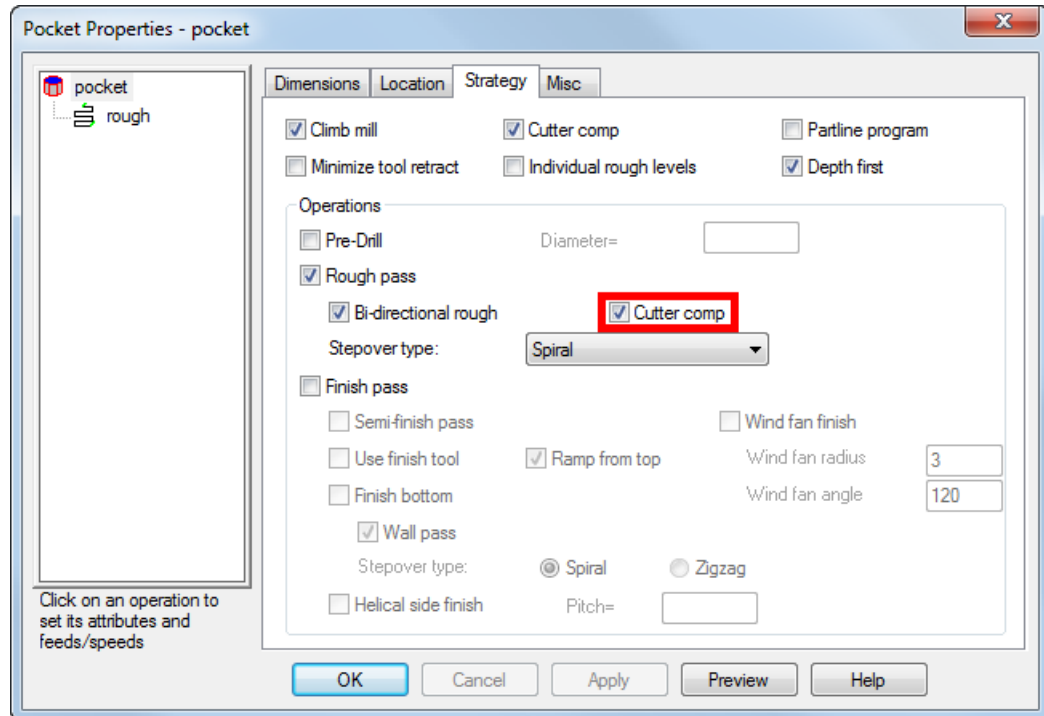 Pocket Properties - pocket
pocket
rough
Click on an operation to
set its attributes and
feeds/speeds
Dimensions Location Strategy Misc
Climb mill Cutter comp Partline program
Minimize tool retract Individual rough levels Depth first
Operations
Pre-Drill Diameter=
Rough pass
Bi-directional rough Cutter comp
Stepover type: Spiral
Finish pass
Semi-finish pass Wind fan finish
Use finish tool Ramp from top Wind fan radius 3
Finish bottom Wind fan angle 120
Wall pass
Stepover type: Spiral Zigzag
Helical side finish Pitch=
OK Cancel Apply Preview Help